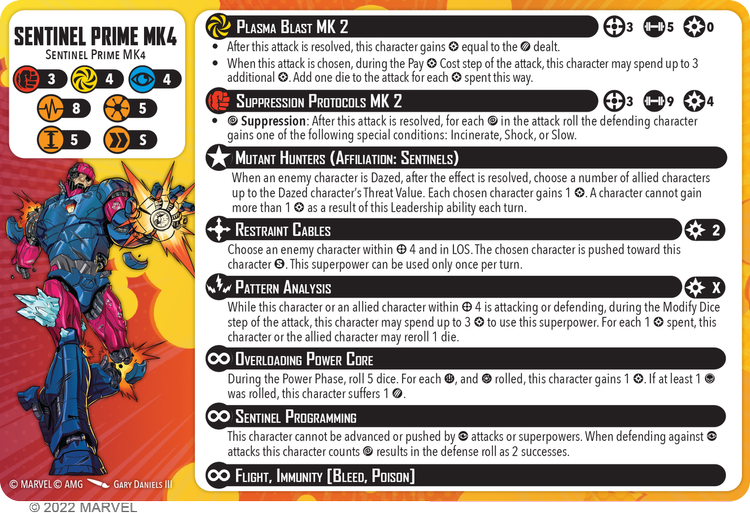 SENTINEL PRIME MK4
SENTINEL PRIME MK4
3 4 4
8 5
5 S
© MARVEL © AMG GARY DANIELS III
PLASMA BLAST MK 2 3 5 0
• After this attack is resolved, this character gains equal to the dealt.
• When this attack is chosen, during the Pay Cost step of the attack, this character may spend up to 3
additional . Add one die to the attack for each spent this way.
SUPPRESSION PROTOCOLS MK 2 3 9 4
• Suppression: After this attack is resolved, for each in the attack roll the defending character
gains one of the following special conditions: Incinerate, Shock, or Slow.
MUTANT HUNTERS (AFFILIATION: SENTINELS)
When an enemy character is Dazed, after the effect is resolved, choose a number of allied characters
up to the Dazed character's Threat Value. Each chosen character gains 1 . A character cannot gain
more than 1 as a result of this Leadership ability each turn.
RESTRAINT CABLES 2
Choose an enemy character within 4 and in LOS. The chosen character is pushed toward this
character S. This superpower can be used only once per turn.
PATTERN ANALYSIS X
While this character or an allied character within 4 is attacking or defending, during the Modify Dice
step of the attack, this character may spend up to 3 to use this superpower. For each 1 spent, this
character or the allied character may reroll 1 die.
OVERLOADING POWER CORE
During the Power Phase, roll 5 dice. For each , and rolled, this character gains 1 . If at least 1
was rolled, this character suffers 1 .
SENTINEL PROGRAMMING
This character cannot be advanced or pushed by attacks or superpowers. When defending against
attacks this character counts results in the defense roll as 2 successes.
FLIGHT, IMMUNITY [BLEED, POISON]
© 2022 MARVEL